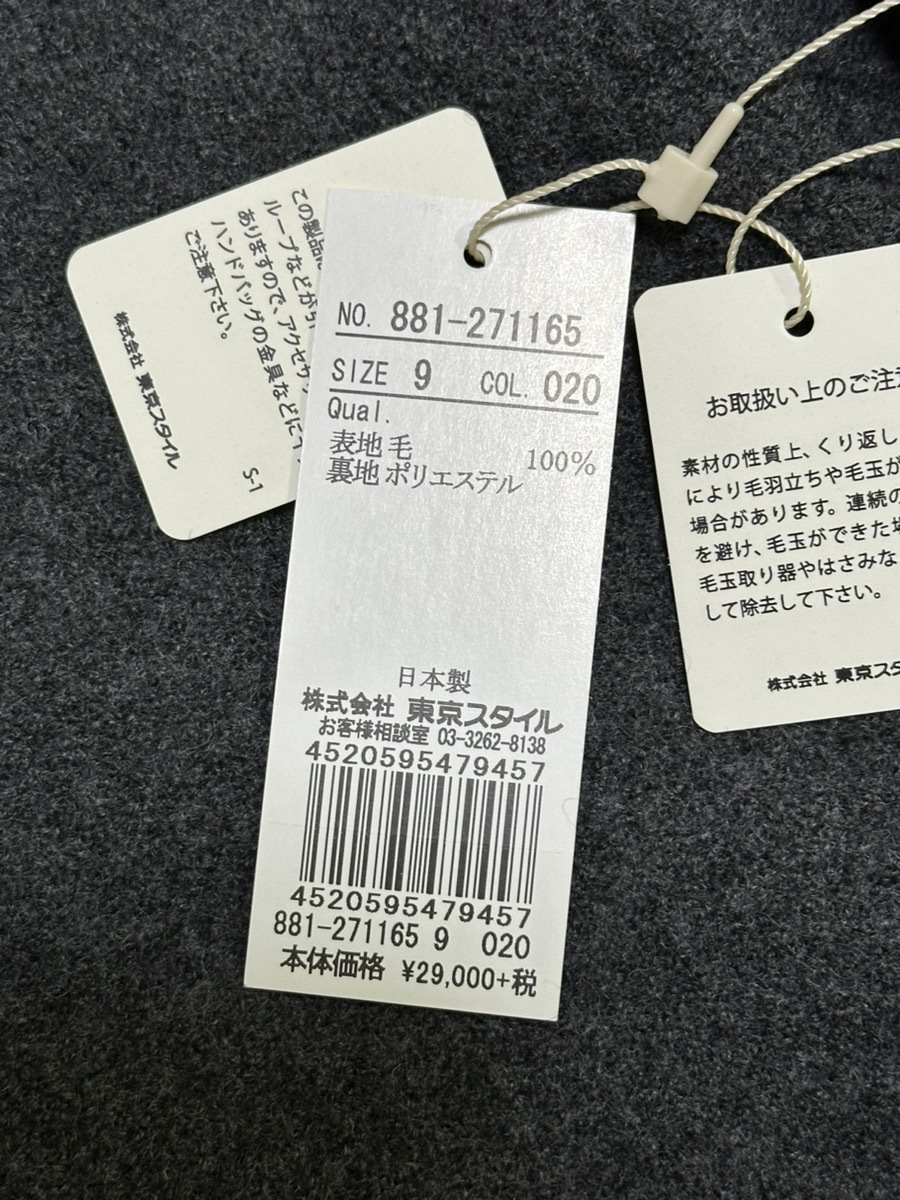 この製品は
ループなどが引
ありますので、アクセサ
ハンドバッグの金具などに
ご注意下さい。
株式会社 東京スタイル
S-1
NO. 881-271165
SIZE 9 COL. 020
Qual.
表地 毛 100%
裏地 ポリエステル
日本製
株式会社 東京スタイル
お客様相談室 03-3262-8138
4520595479457
4520595479457
881-271165 9 020
本体価格 ¥29,000+税
お取扱い上のご注意
素材の性質上、くり返し
により毛羽立ちや毛玉が
場合があります。連続の
を避け、毛玉ができた場
毛玉取り器やはさみな
して除去して下さい。
株式会社 東京スタ